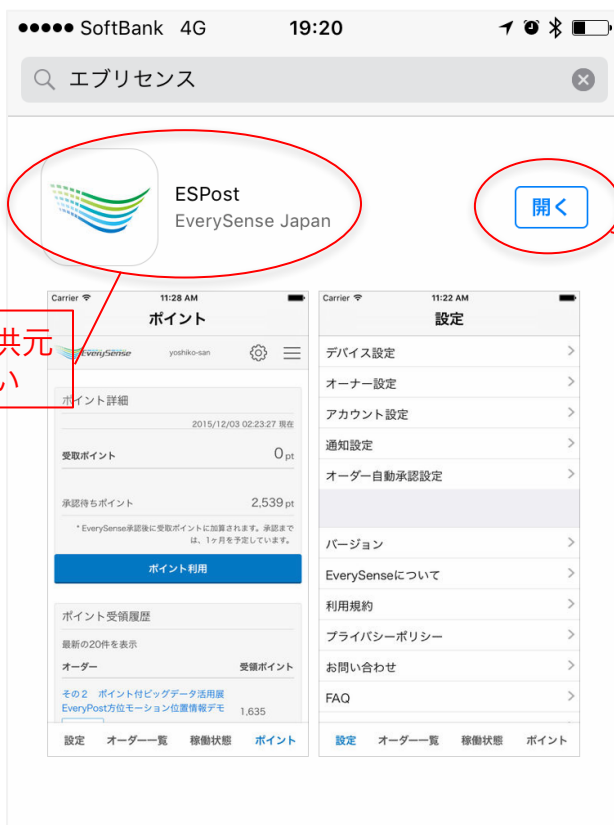 SoftBank 4G 19:20
エブリセンス
ESPost
EverySense Japan
開く
供元
い
Carrier 11:28 AM
ポイント
EverySense yoshiko-san
ポイント詳細
2015/12/03 02:23:27 現在
受取ポイント 0 pt
承認待ちポイント 2,539 pt
* EverySense承認後に受取ポイントに加算されます。承認まで
は、1ヶ月を予定しています。
ポイント利用
ポイント受領履歴
最新の20件を表示
オーダー 受領ポイント
その２ ポイント付ビッグデータ活用展
EveryPost方位モーション位置情報デモ 1,635
設定 オーダー一覧 稼働状態 ポイント
Carrier 11:22 AM
設定
デバイス設定
オーナー設定
アカウント設定
通知設定
オーダー自動承認設定
バージョン
EverySenseについて
利用規約
プライバシーポリシー
お問い合わせ
FAQ
設定 オーダー一覧 稼働状態 ポイント